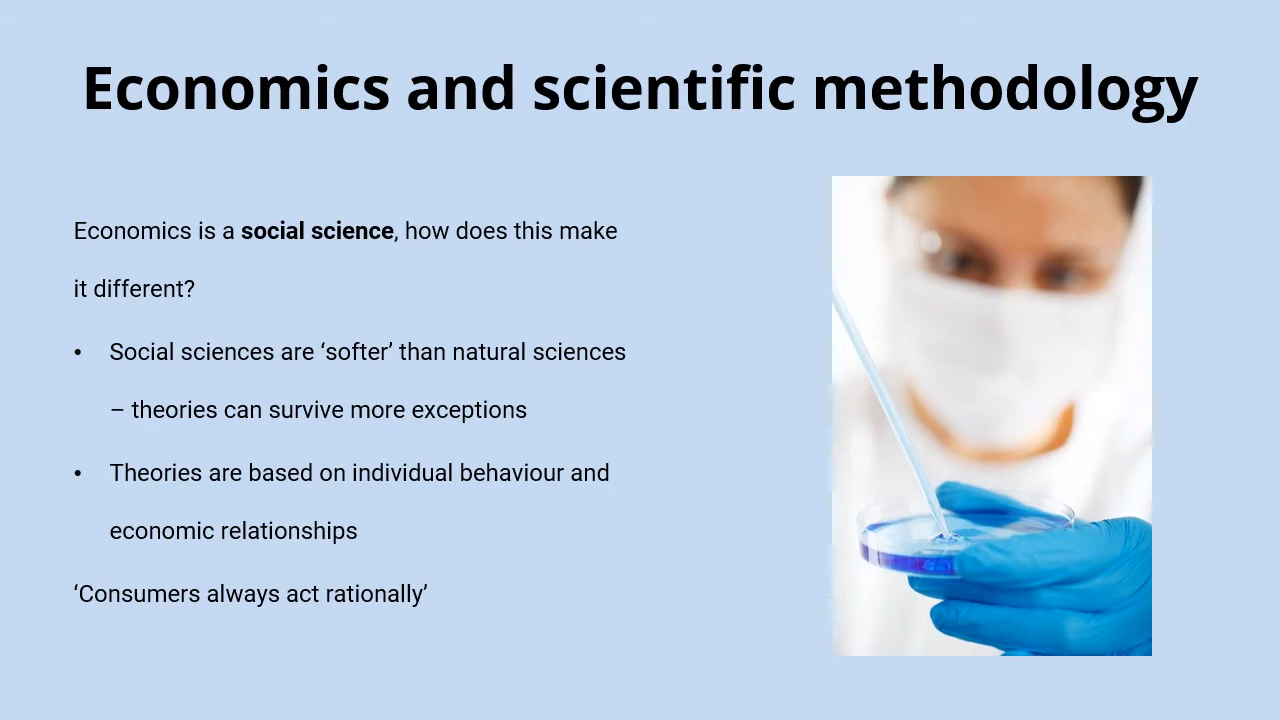 Economics and scientific methodology
Economics is a social science, how does this make
it different?
• Social sciences are ‘softer’ than natural sciences
– theories can survive more exceptions
• Theories are based on individual behaviour and
economic relationships
‘Consumers always act rationally’